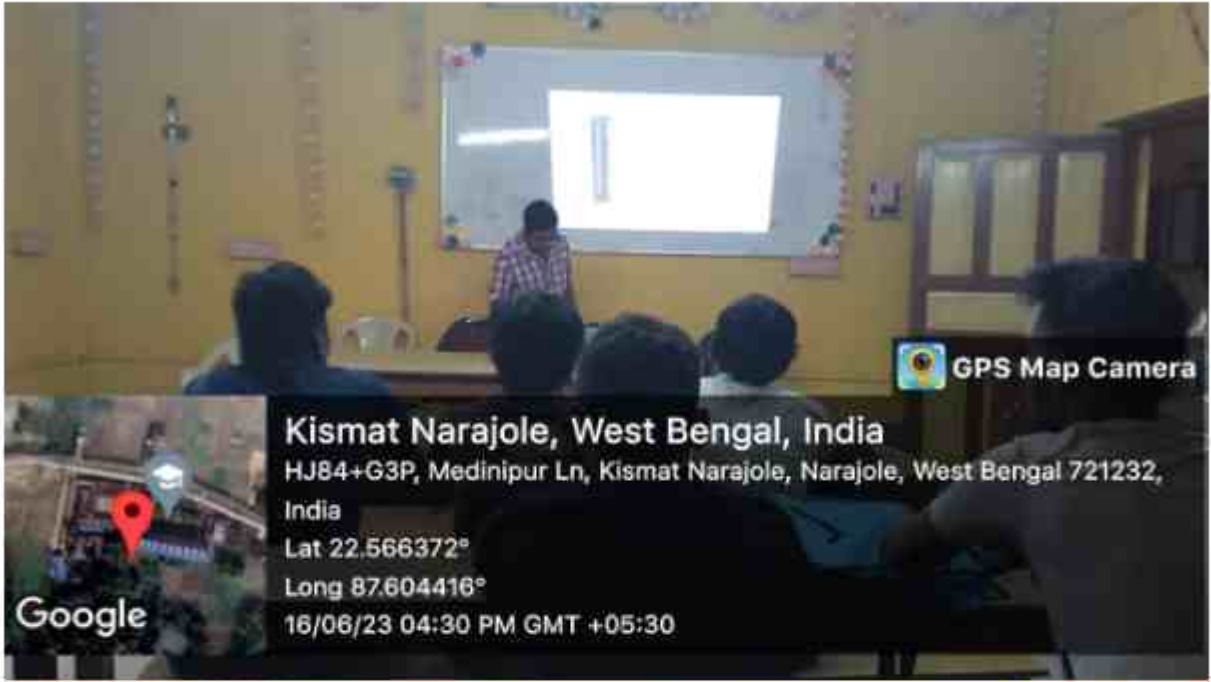 GPS Map Camera
Kismat Narajole, West Bengal, India
HJ84+G3P, Medinipur Ln, Kismat Narajole, Narajole, West Bengal 721232,
India
Lat 22.566372°
Long 87.604416°
16/06/23 04:30 PM GMT +05:30
Google